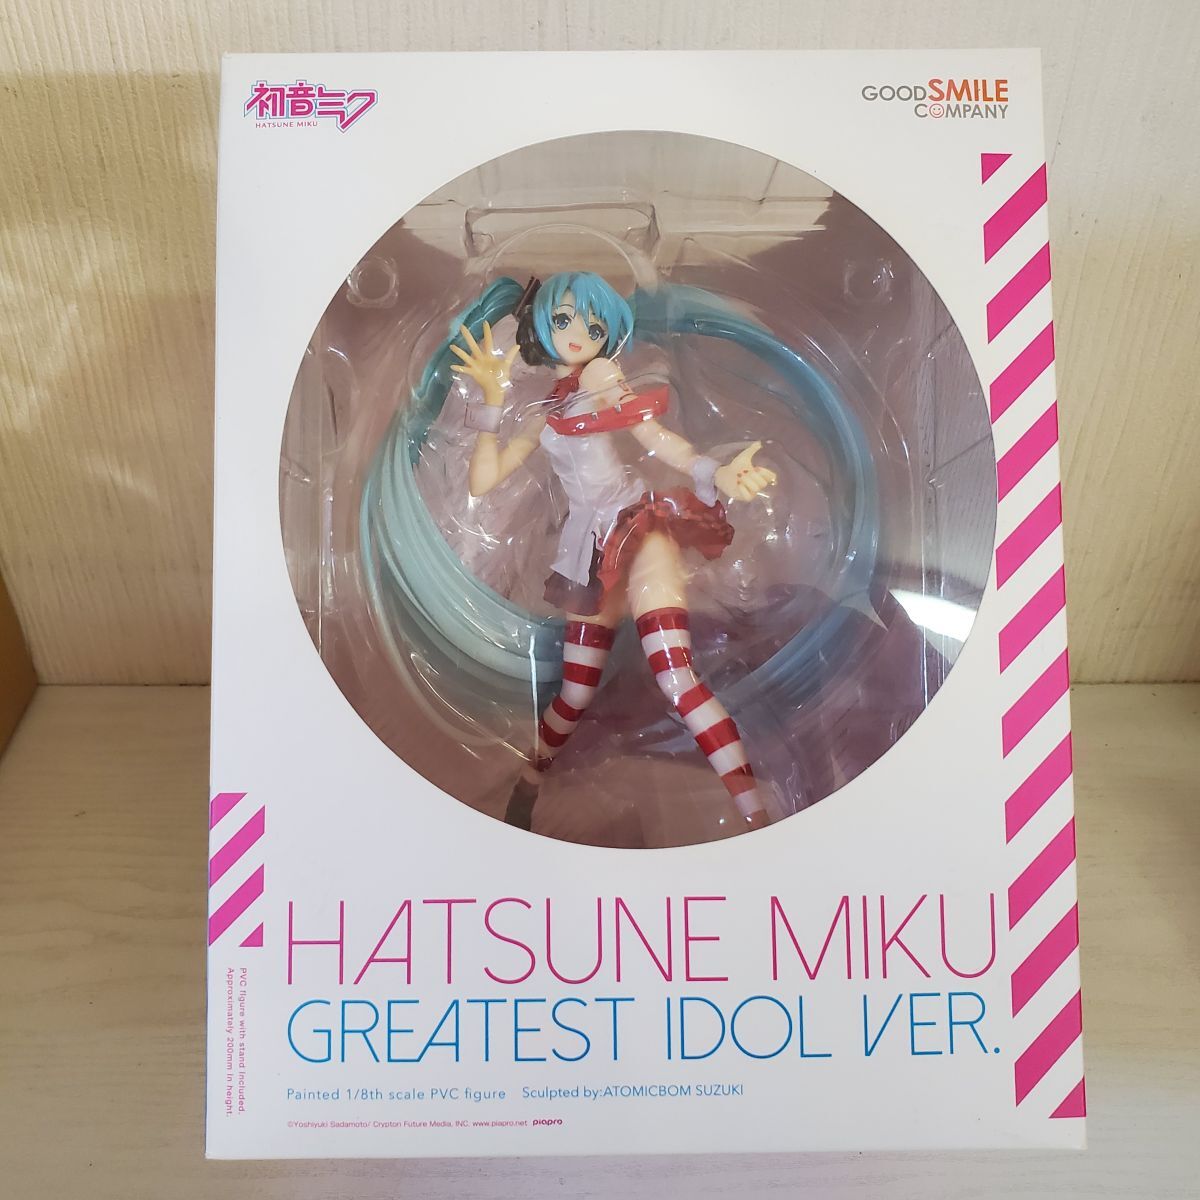 初音ミク
HATSUNE MIKU
GOOD SMILE
COMPANY
HATSUNE MIKU
GREATEST IDOL VER.
Painted 1/8th scale PVC figure Sculpted by:ATOMICBOM SUZUKI
©Yoshiyuki Sadamoto/ Crypton Future Media, INC. www.piapro.net piapro
PVC figure with stand included.
Approximately 200mm in height.